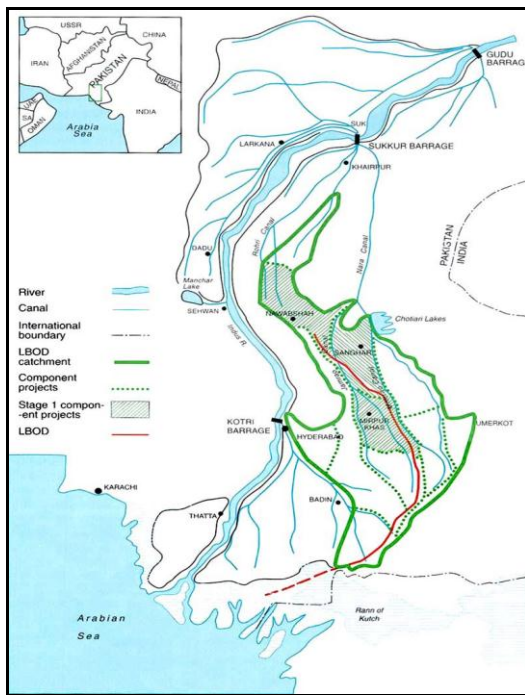 USSR
CHINA
AFGHANISTAN
IRAN
PAKISTAN
NEPAL
UAE
SA
OMAN
INDIA
Arabia
Sea
GUDU
BARRAGE
SUK
SUKKUR BARRAGE
LARKANA
KHAIRPUR
Rohri Canal
Nara Canal
PAKISTAN
INDIA
DADU
Manchar
Lake
SEHWAN
Indus R.
Chotiari Lakes
NAWABSHAH
SANGHAR
MIRPUR
KHAS
UMERKOT
River
Canal
International
boundary
LBOD
catchment
Component
projects
Stage 1 compon-
ent projects
LBOD
KOTRI
BARRAGE
HYDERABAD
KARACHI
BADIN
THATTA
Arabian
Sea
Rann of
Kutch